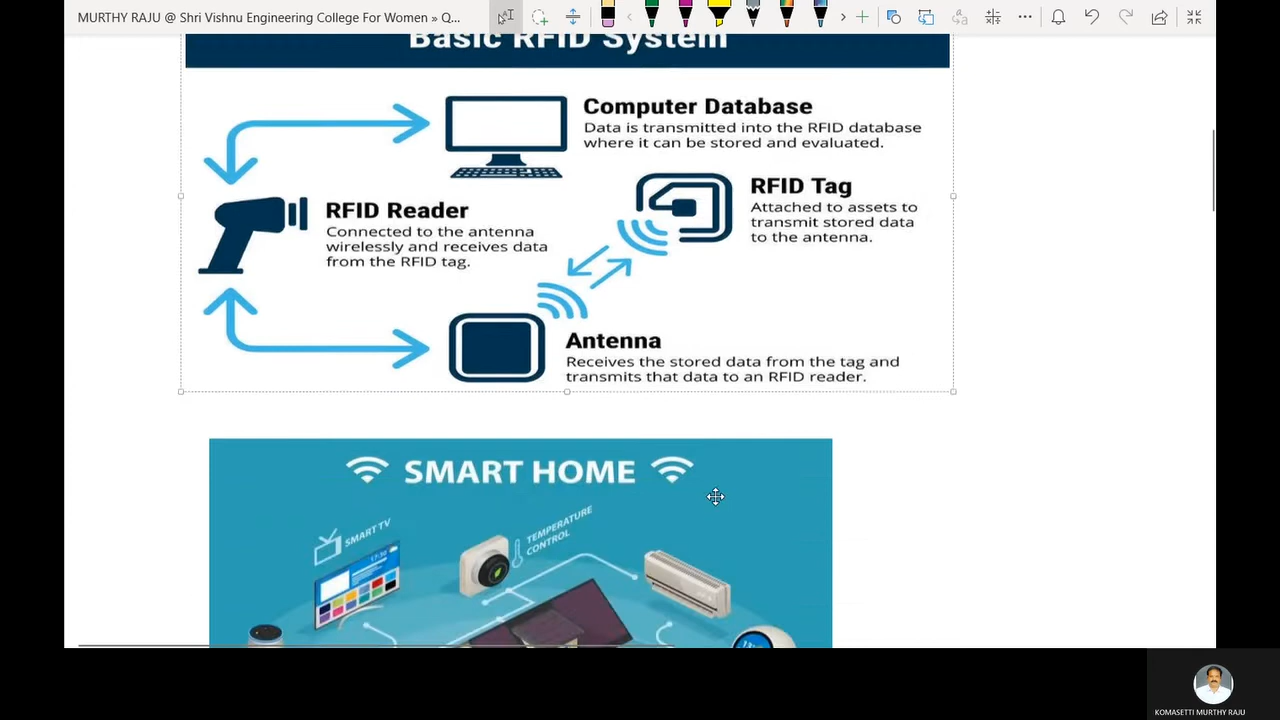 MURTHY RAJU @ Shri Vishnu Engineering College For Women » Q...
Basic RFID System
Computer Database
Data is transmitted into the RFID database
where it can be stored and evaluated.
RFID Tag
Attached to assets to
transmit stored data
to the antenna.
RFID Reader
Connected to the antenna
wirelessly and receives data
from the RFID tag.
Antenna
Receives the stored data from the tag and
transmits that data to an RFID reader.
SMART HOME
SMART TV
TEMPERATURE
CONTROL
17:30
KOMASETTI MURTHY RAJU